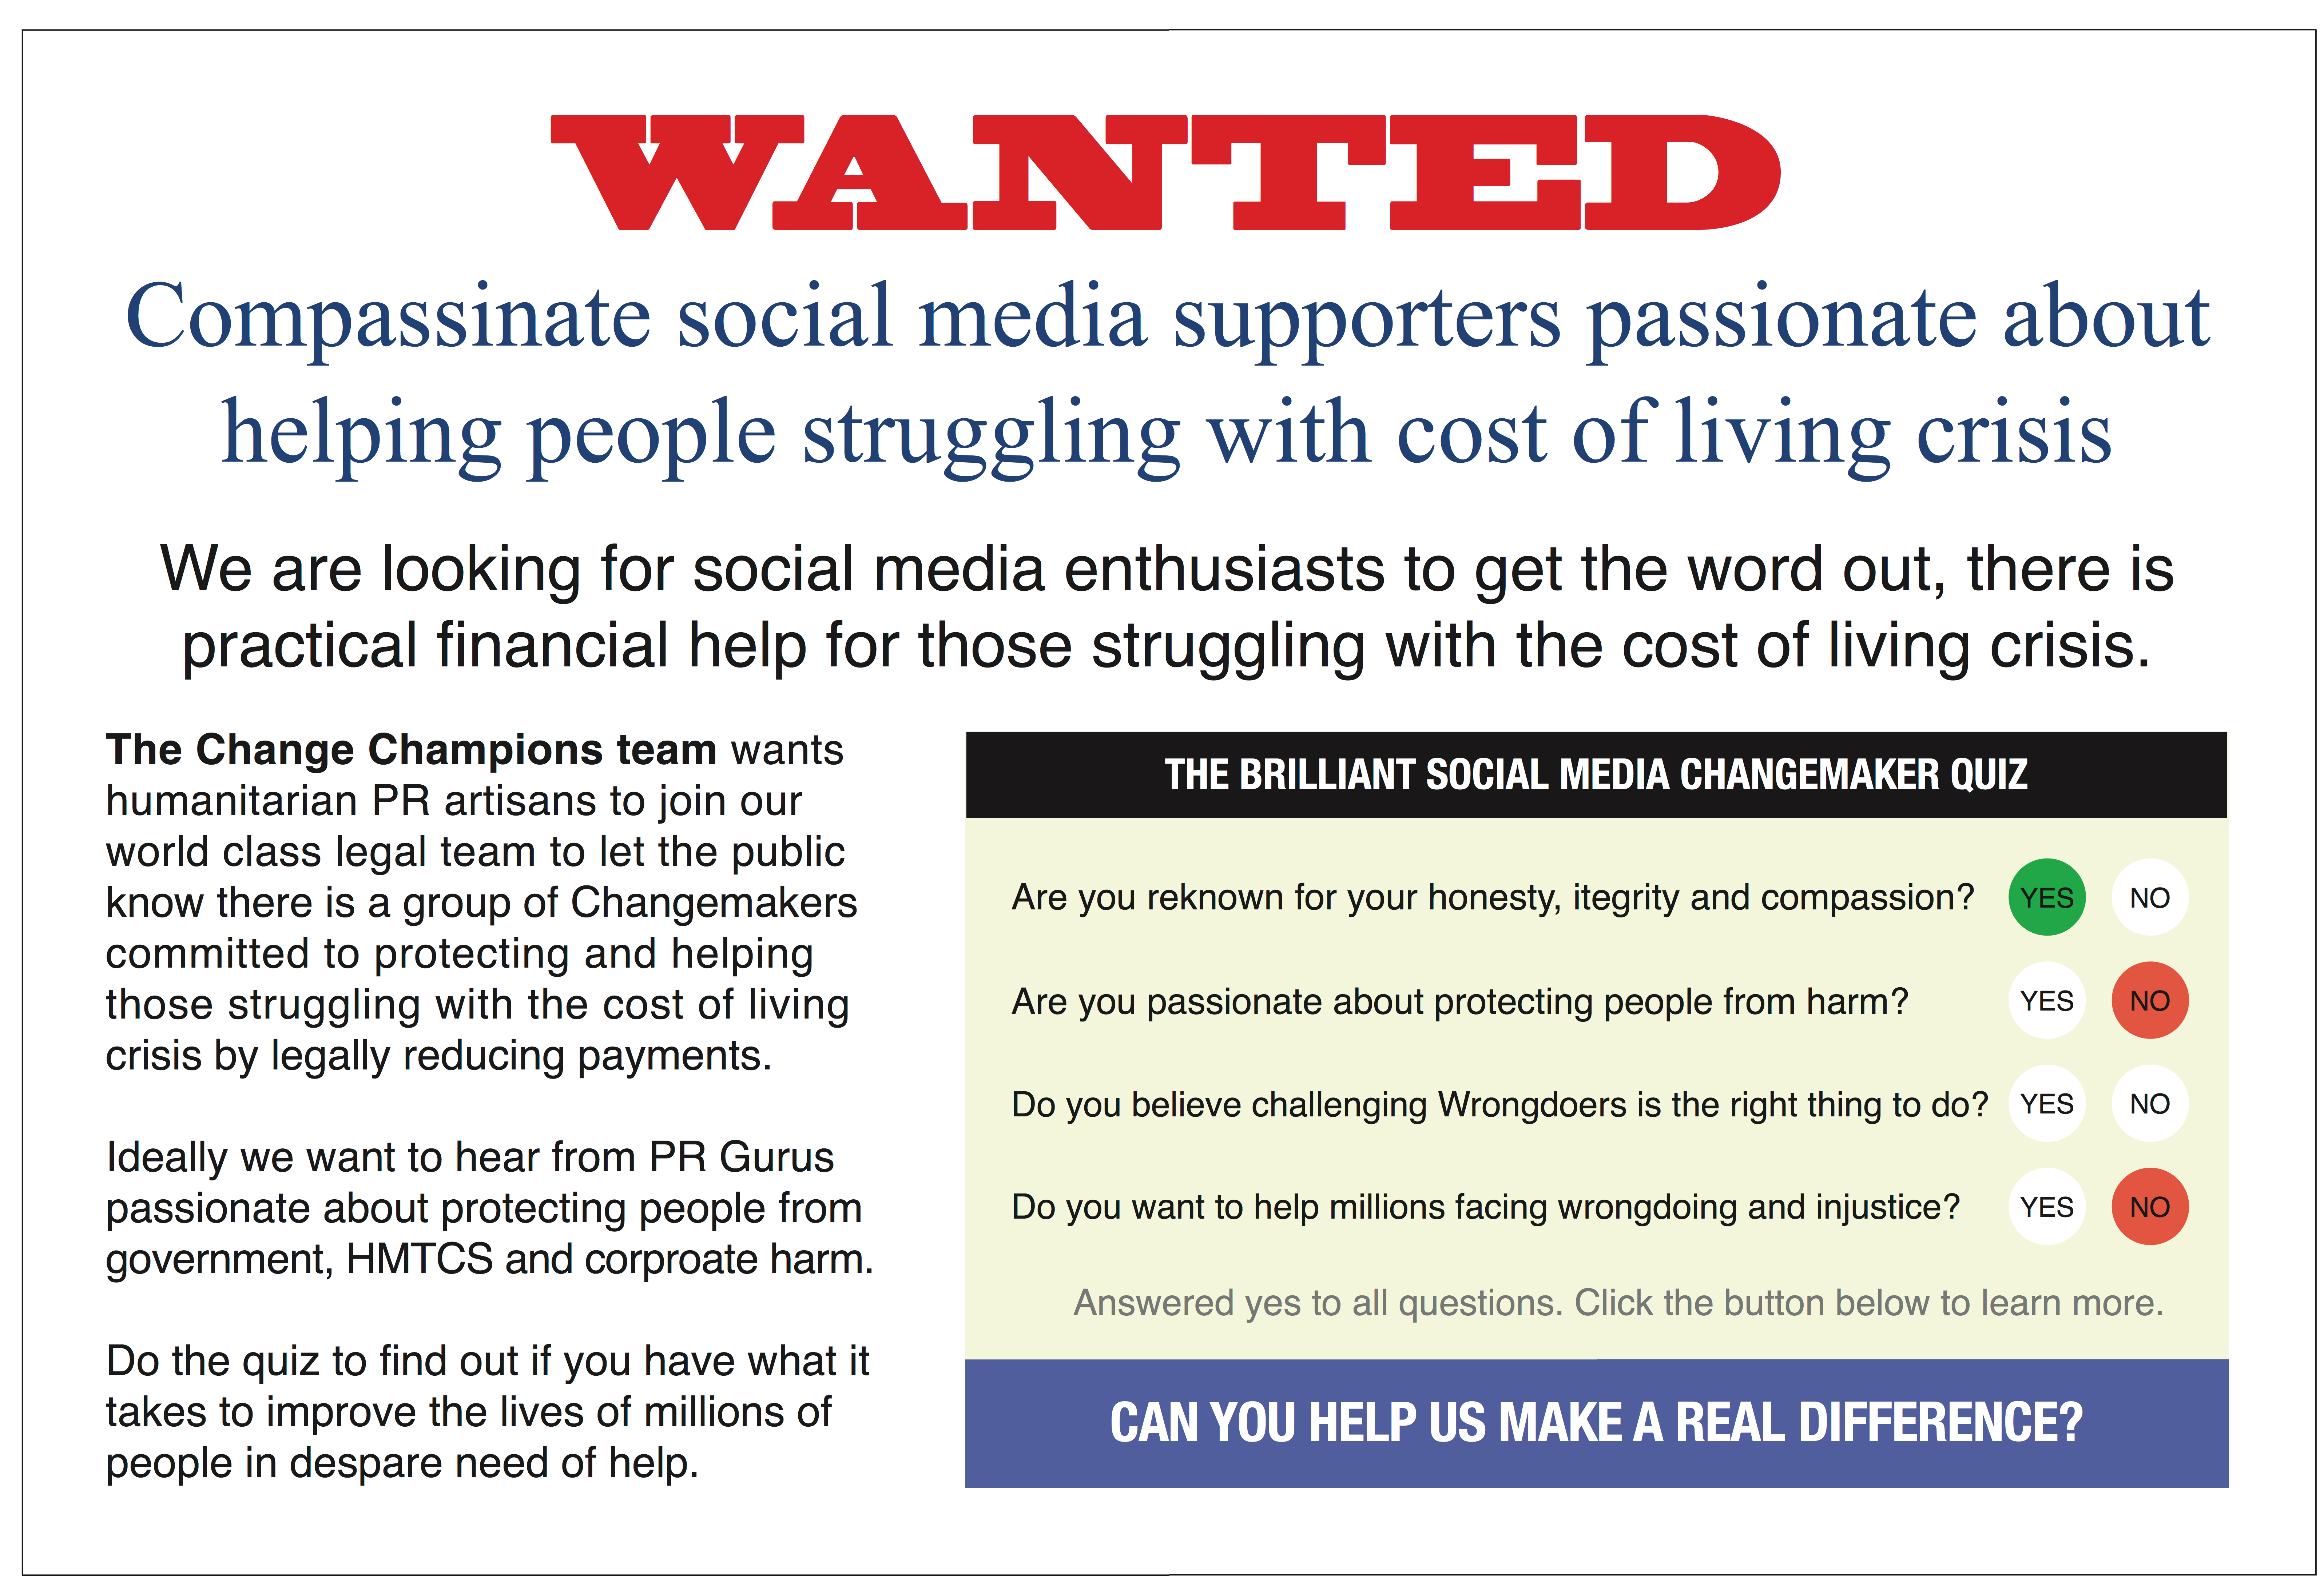 WANTED
Compassinate social media supporters passionate about
helping people struggling with cost of living crisis
We are looking for social media enthusiasts to get the word out, there is
practical financial help for those struggling with the cost of living crisis.
The Change Champions team wants
humanitarian PR artisans to join our
world class legal team to let the public
know there is a group of Changemakers
committed to protecting and helping
those struggling with the cost of living
crisis by legally reducing payments.
Ideally we want to hear from PR Gurus
passionate about protecting people from
government, HMTCS and corproate harm.
Do the quiz to find out if you have what it
takes to improve the lives of millions of
people in despare need of help.
THE BRILLIANT SOCIAL MEDIA CHANGEMAKER QUIZ
Are you reknown for your honesty, itegrity and compassion? YES NO
Are you passionate about protecting people from harm? YES NO
Do you believe challenging Wrongdoers is the right thing to do? YES NO
Do you want to help millions facing wrongdoing and injustice? YES NO
Answered yes to all questions. Click the button below to learn more.
CAN YOU HELP US MAKE A REAL DIFFERENCE?